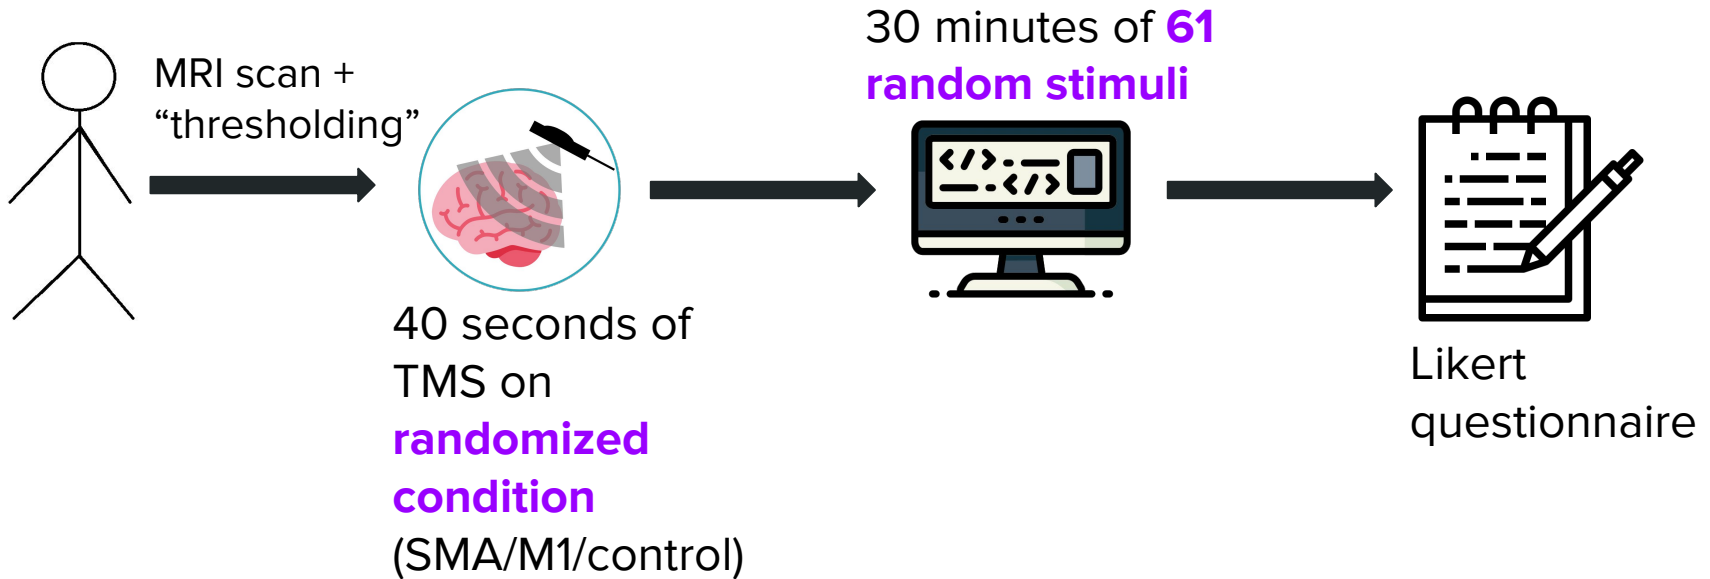 MRI scan +
“thresholding”
40 seconds of
TMS on
randomized
condition
(SMA/M1/control)
30 minutes of 61
random stimuli
</>
</>
Likert
questionnaire